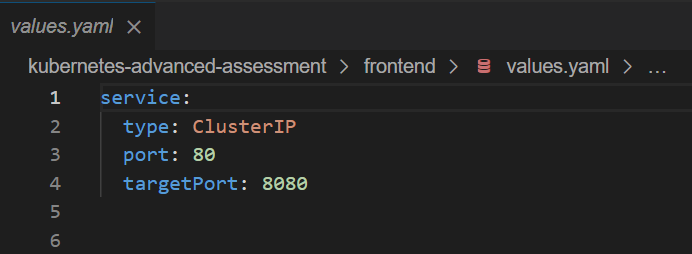 values.yaml
kubernetes-advanced-assessment > frontend > values.yaml > ...
1 service:
2   type: ClusterIP
3   port: 80
4   targetPort: 8080
5
6